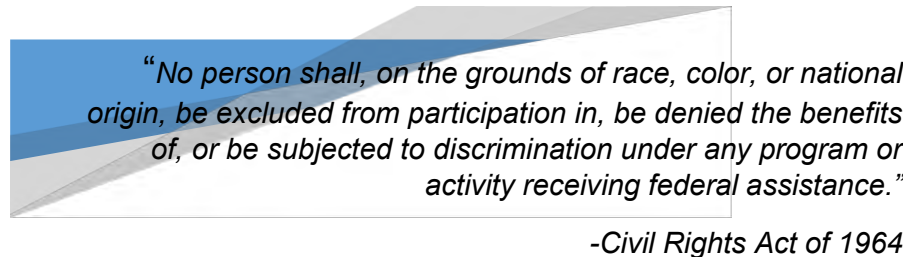 “No person shall, on the grounds of race, color, or national
origin, be excluded from participation in, be denied the benefits
of, or be subjected to discrimination under any program or
activity receiving federal assistance.”
-Civil Rights Act of 1964